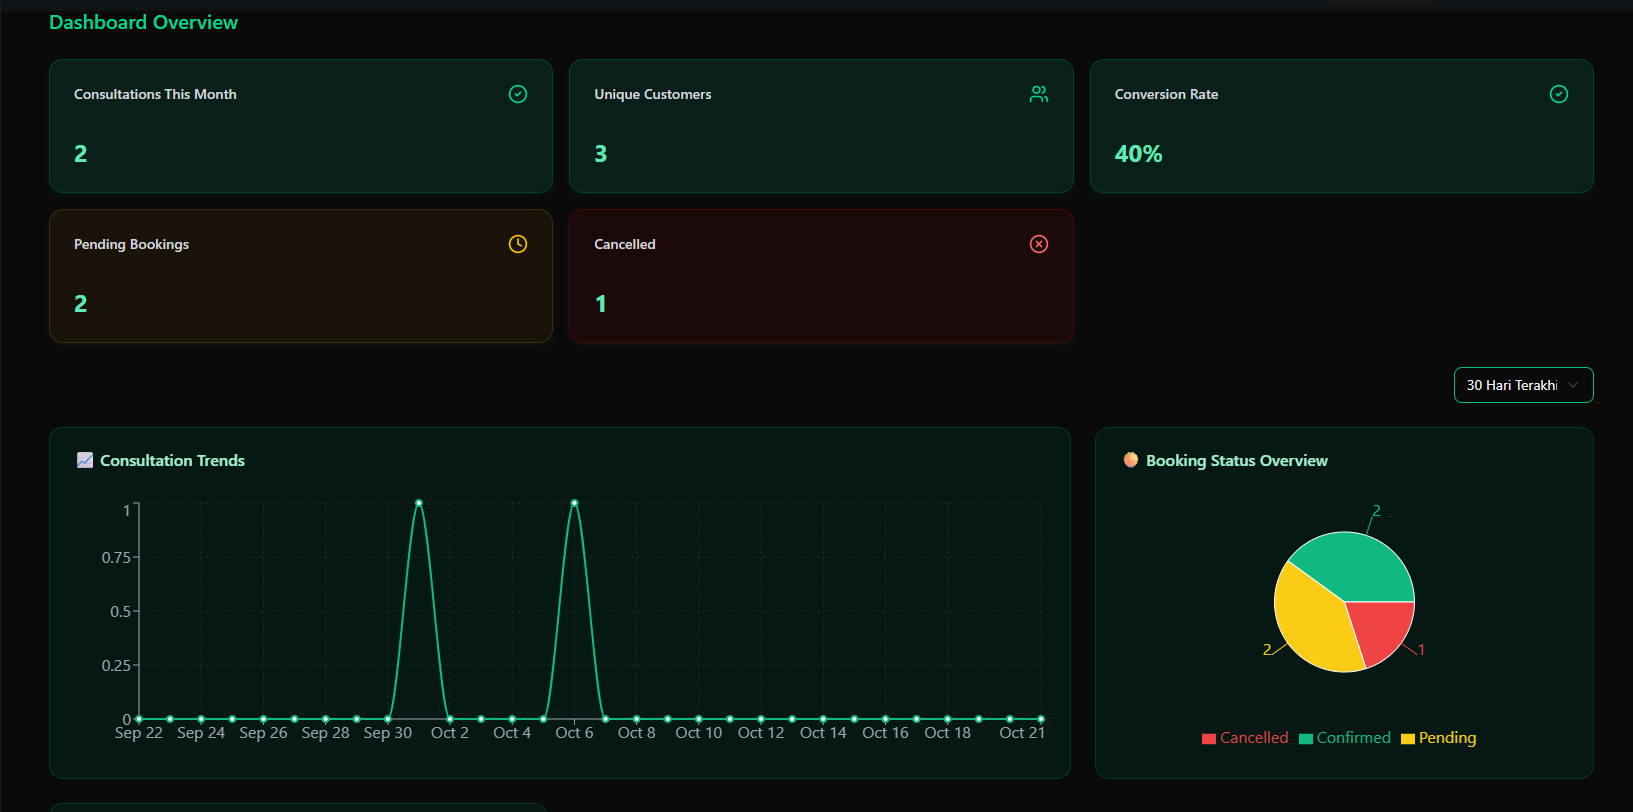 Dashboard Overview
Consultations This Month
2
Unique Customers
3
Conversion Rate
40%
Pending Bookings
2
Cancelled
1
30 Hari Terakhi
Consultation Trends
1
0.75
0.5
0.25
0
Sep 22 Sep 24 Sep 26 Sep 28 Sep 30 Oct 2 Oct 4 Oct 6 Oct 8 Oct 10 Oct 12 Oct 14 Oct 16 Oct 18 Oct 21
Booking Status Overview
2
2
1
Cancelled Confirmed Pending